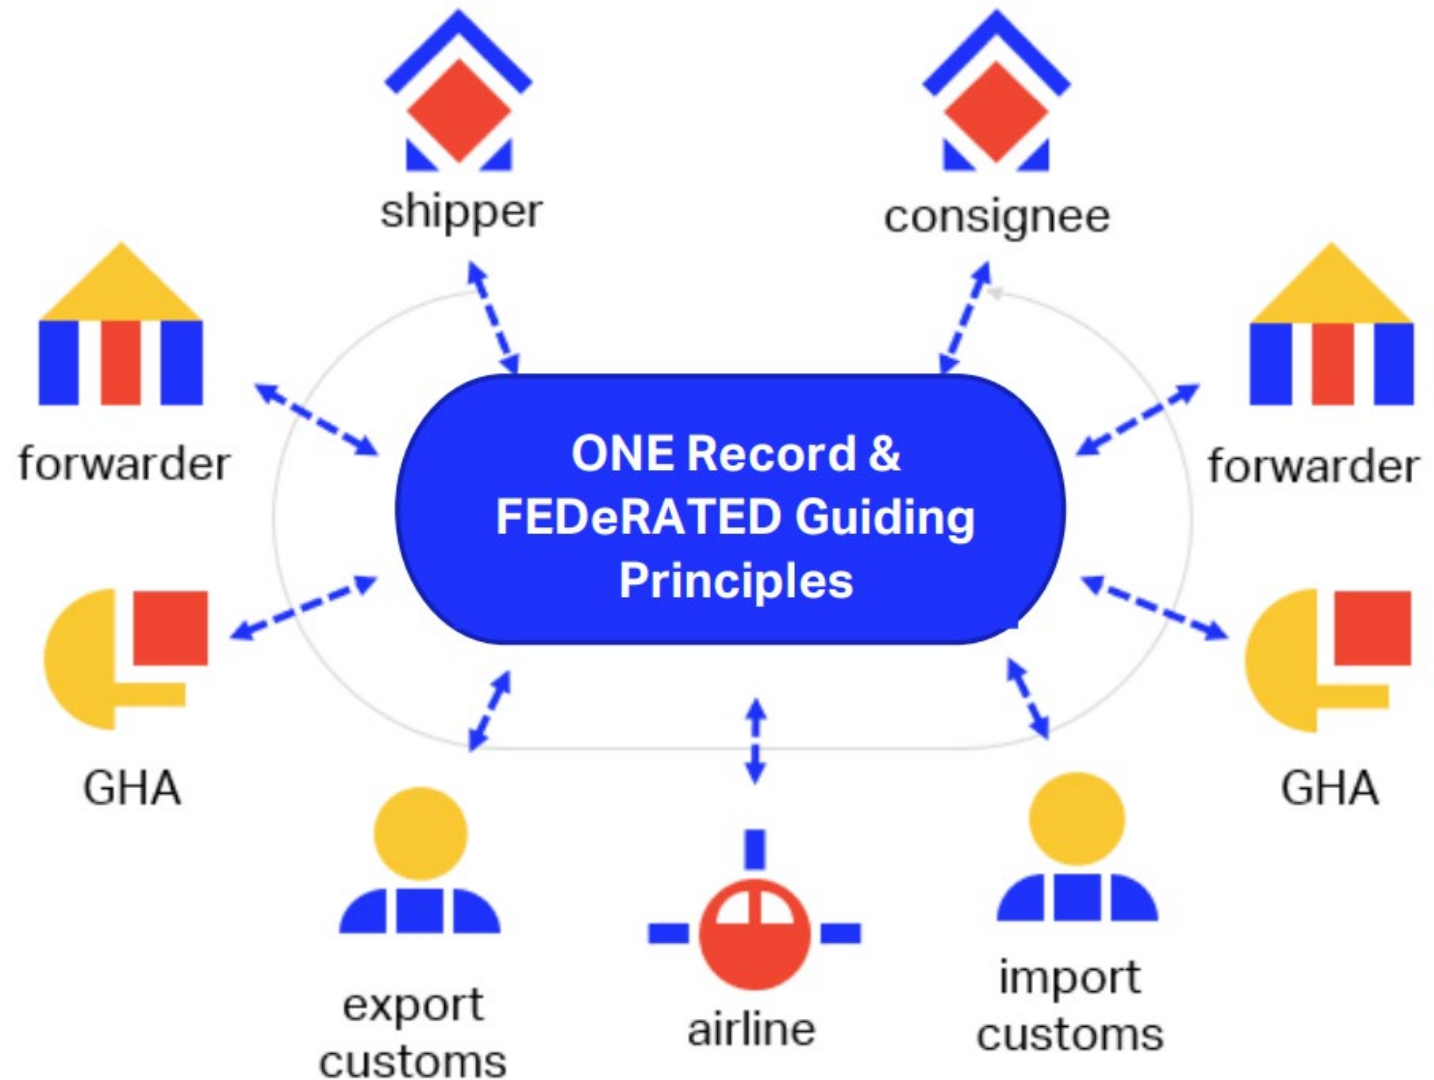 shipper
consignee
forwarder
forwarder
ONE Record &
FEDeRATED Guiding
Principles
GHA
GHA
export
customs
airline
import
customs